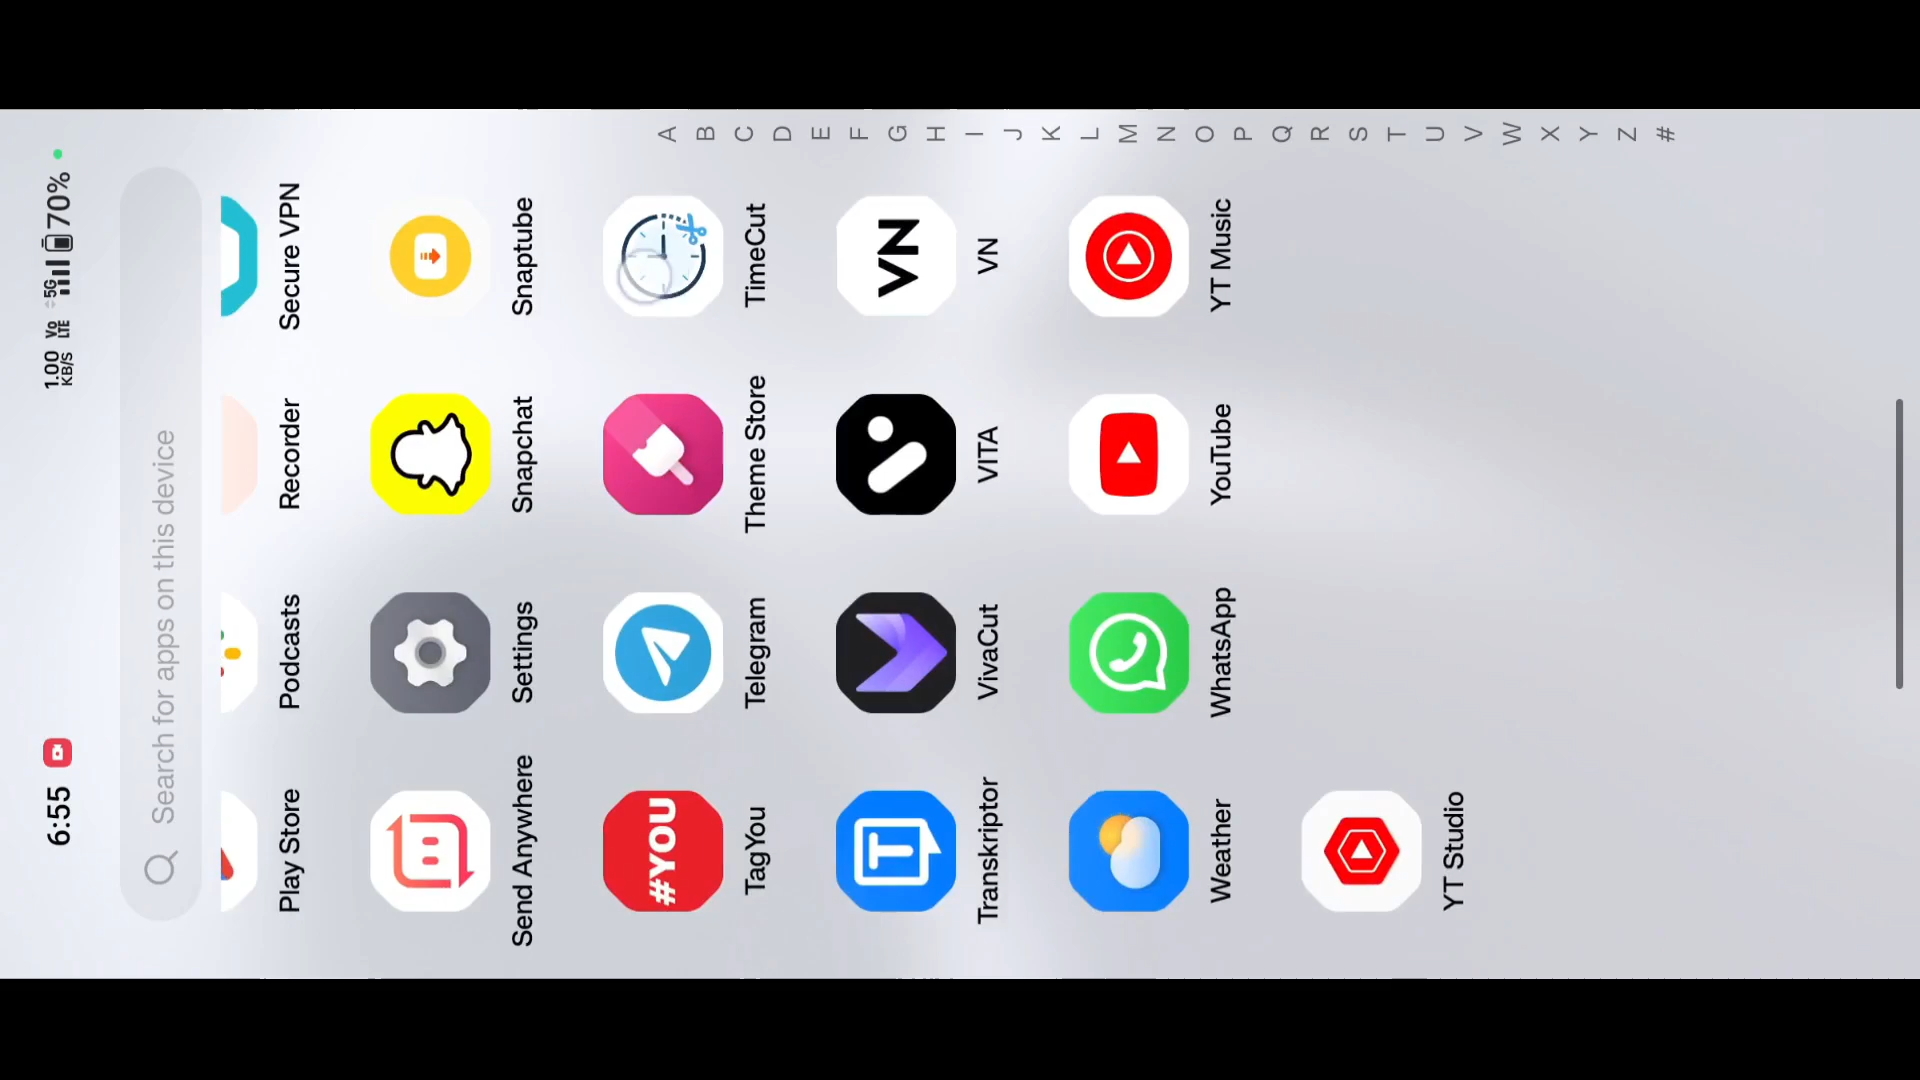 6:55
1.00 KB/s Vo LTE 5G 70%
Search for apps on this device
Play Store Podcasts Recorder Secure VPN
Send Anywhere Settings Snapchat Snaptube
#YOU
TagYou Telegram Theme Store TimeCut
T VN
Transkriptor VivaCut VITA VN
Weather WhatsApp YouTube YT Music
YT Studio
A
B
C
D
E
F
G
H
I
J
K
L
M
N
O
P
Q
R
S
T
U
V
W
X
Y
Z
#